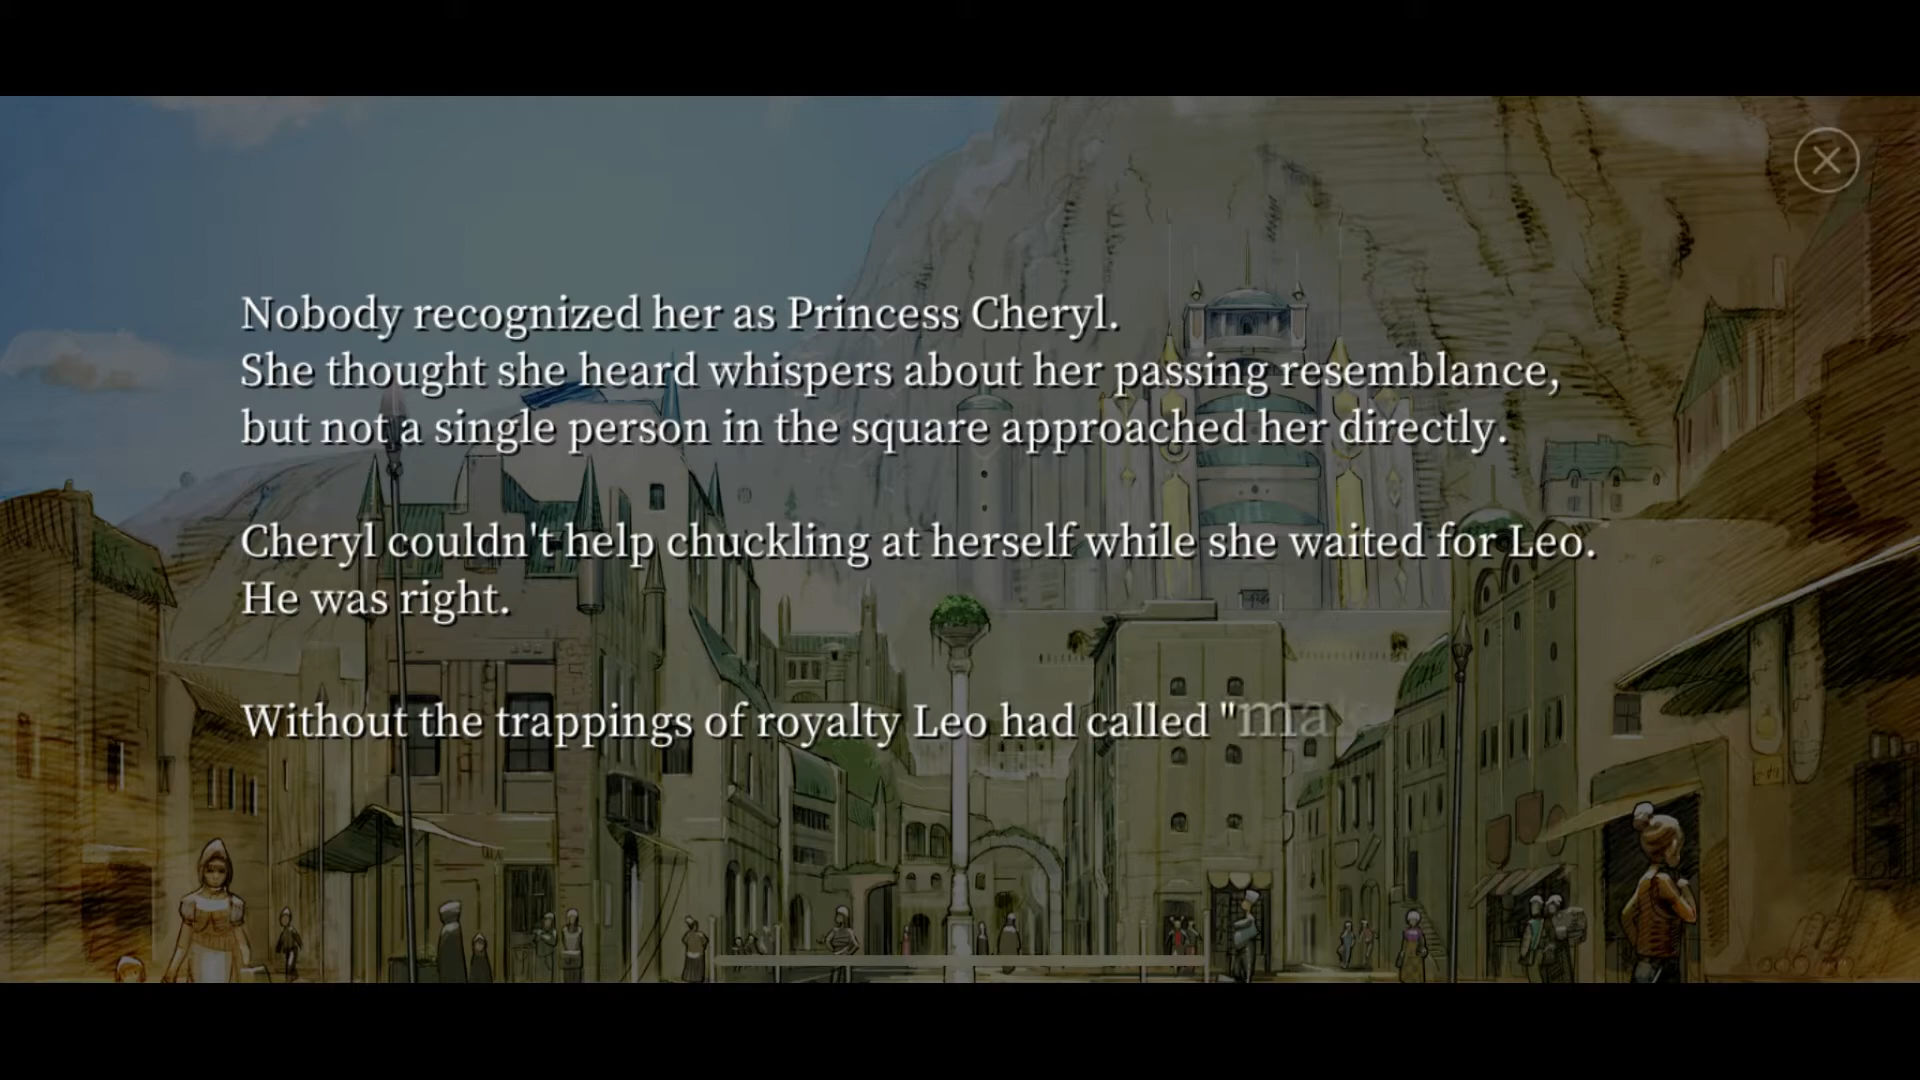 Nobody recognized her as Princess Cheryl.
She thought she heard whispers about her passing resemblance,
but not a single person in the square approached her directly.
Cheryl couldn't help chuckling at herself while she waited for Leo.
He was right.
Without the trappings of royalty Leo had called "